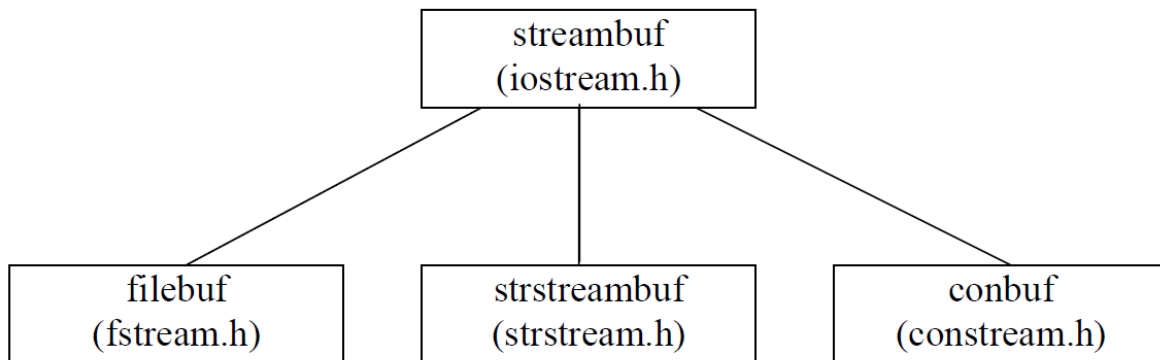 streambuf
(iostream.h)
filebuf
(fstream.h)
strstreambuf
(strstream.h)
conbuf
(constream.h)